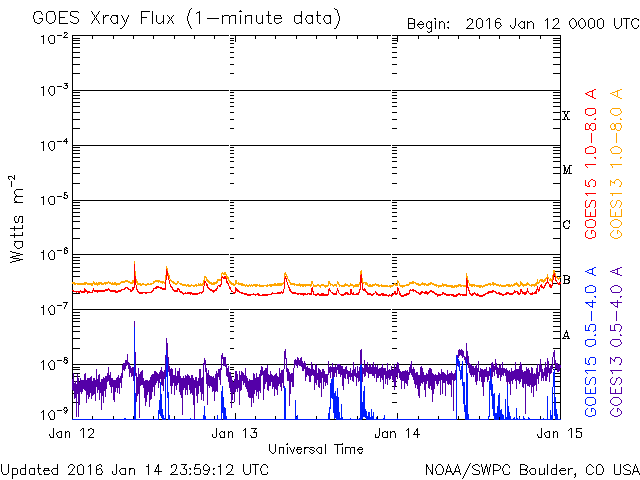 GOES Xray Flux (1-minute data)
Begin: 2016 Jan 12 0000 UTC
10-2
10-3
10-4
10-5
10-6
10-7
10-8
10-9
Watts m-2
X
M
C
B
A
GOES15 1.0-8.0 A
GOES13 1.0-8.0 A
GOES15 0.5-4.0 A
GOES13 0.5-4.0 A
Jan 12
Jan 13
Jan 14
Jan 15
Universal Time
Updated 2016 Jan 14 23:59:12 UTC
NOAA/SWPC Boulder, CO USA